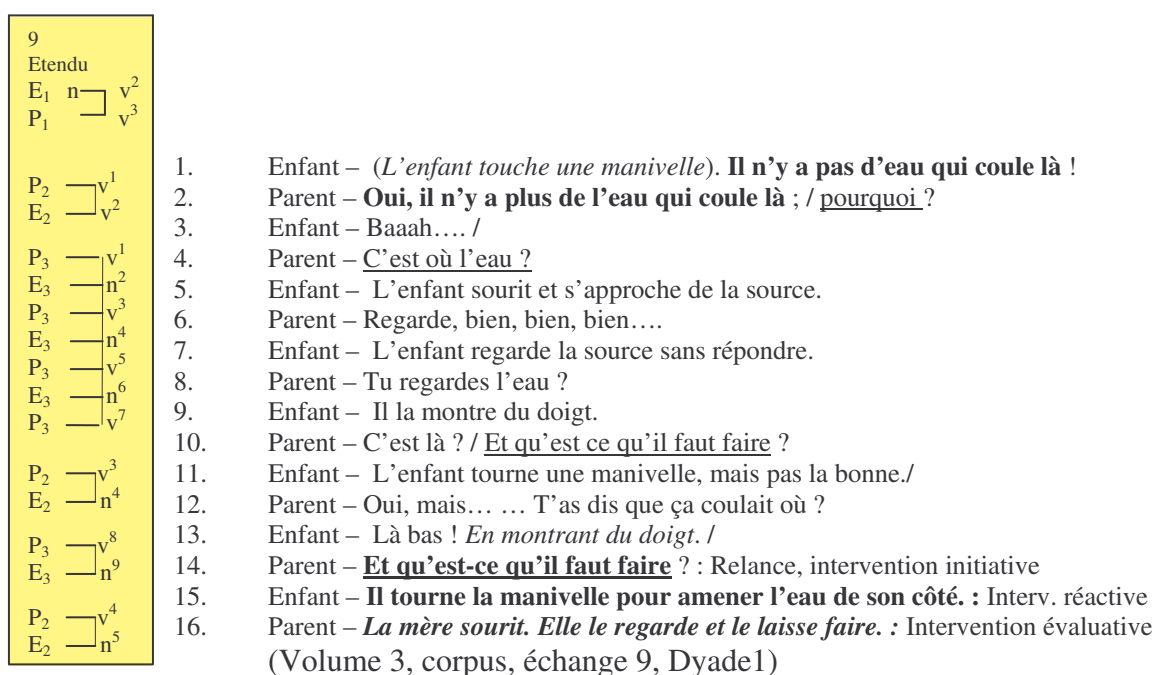 9
Etendu
E1 n v2
P1 v3
P2 v1
E2 v2
P3 v1
E3 n2
P3 v3
E3 n4
P3 v5
E3 n6
P3 v7
P2 v3
E2 n4
P3 v8
E3 n9
P2 v4
E2 n5
1. Enfant – (L'enfant touche une manivelle). Il n'y a pas d'eau qui coule là !
2. Parent – Oui, il n'y a plus de l'eau qui coule là ; / pourquoi ?
3. Enfant – Baaah…. /
4. Parent – C'est où l'eau ?
5. Enfant – L'enfant sourit et s'approche de la source.
6. Parent – Regarde, bien, bien, bien….
7. Enfant – L'enfant regarde la source sans répondre.
8. Parent – Tu regardes l'eau ?
9. Enfant – Il la montre du doigt.
10. Parent – C'est là ? / Et qu'est ce qu'il faut faire ?
11. Enfant – L'enfant tourne une manivelle, mais pas la bonne./
12. Parent – Oui, mais… … T'as dis que ça coulait où ?
13. Enfant – Là bas ! En montrant du doigt. /
14. Parent – Et qu'est-ce qu'il faut faire ? : Relance, intervention initiative
15. Enfant – Il tourne la manivelle pour amener l'eau de son côté. : Interv. réactive
16. Parent – La mère sourit. Elle le regarde et le laisse faire. : Intervention évaluative
(Volume 3, corpus, échange 9, Dyade1)